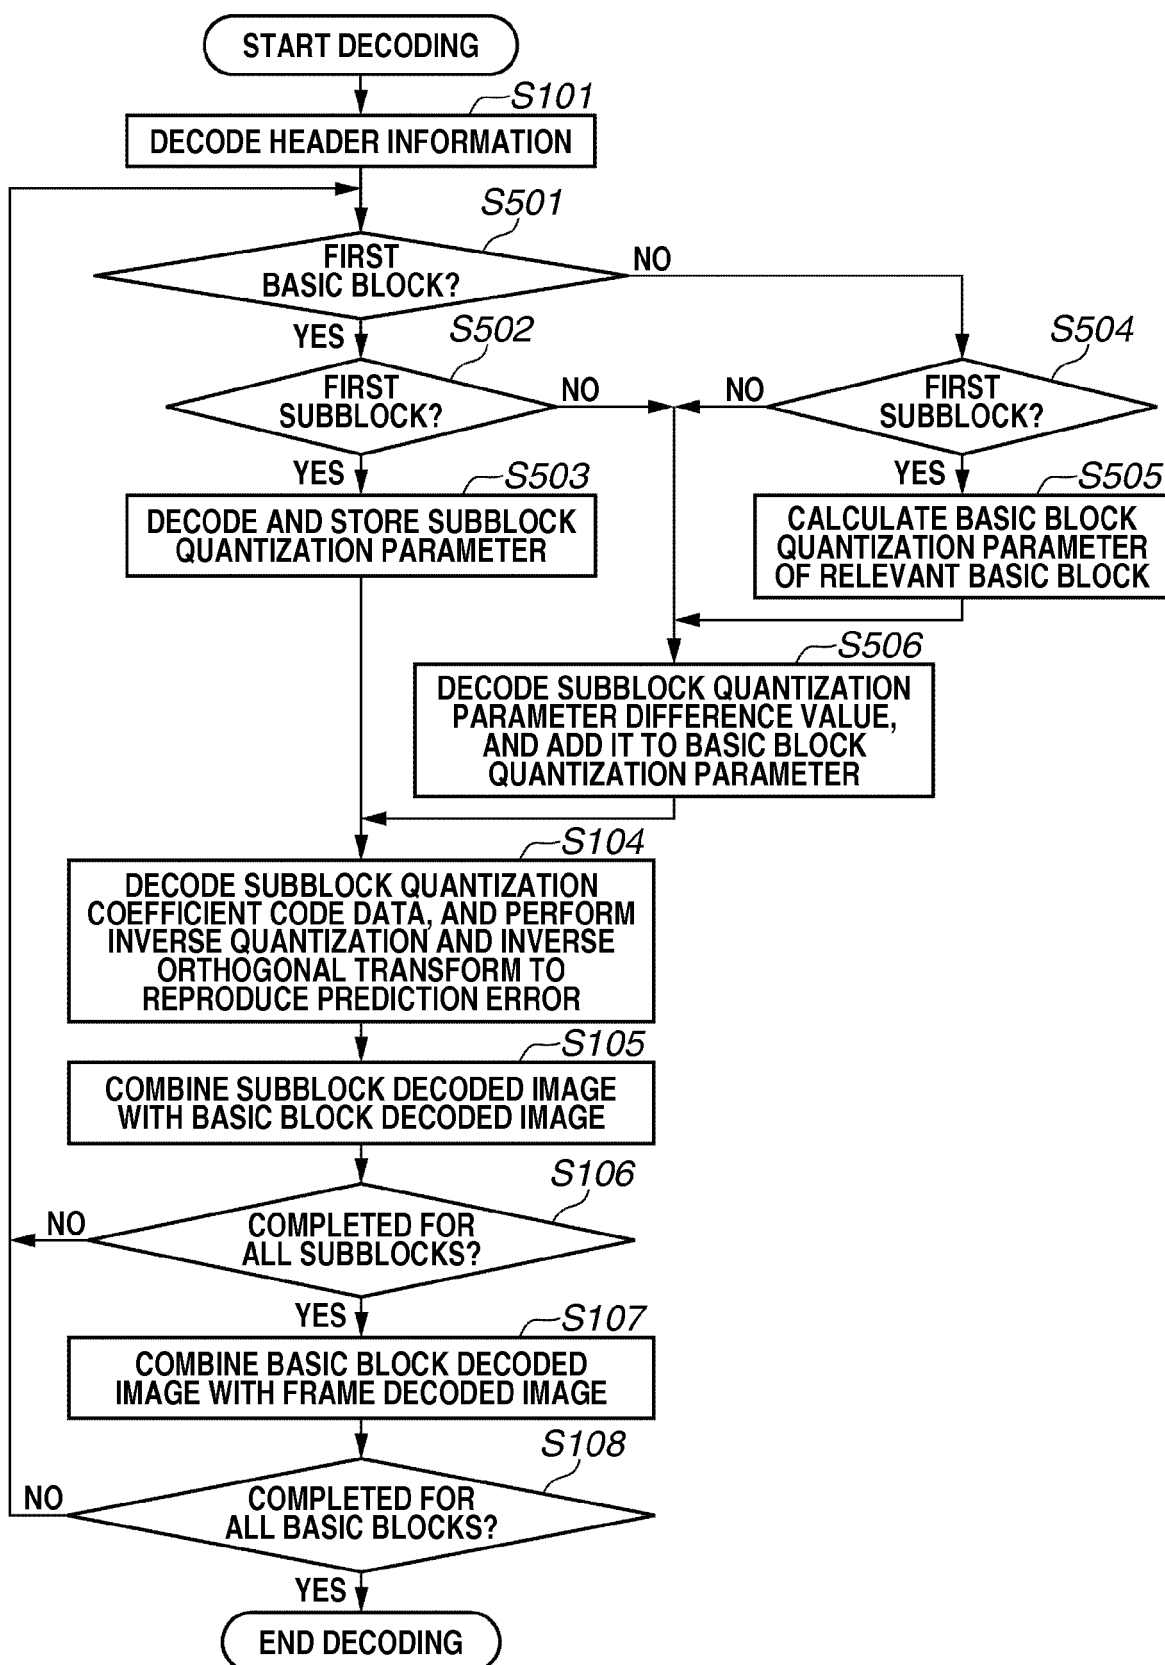 START DECODING
S101
DECODE HEADER INFORMATION
S501
FIRST
BASIC BLOCK?
NO
YES
S502
FIRST
SUBBLOCK?
NO
S504
FIRST
SUBBLOCK?
NO
YES
S503
DECODE AND STORE SUBBLOCK
QUANTIZATION PARAMETER
YES
S505
CALCULATE BASIC BLOCK
QUANTIZATION PARAMETER
OF RELEVANT BASIC BLOCK
S506
DECODE SUBBLOCK QUANTIZATION
PARAMETER DIFFERENCE VALUE,
AND ADD IT TO BASIC BLOCK
QUANTIZATION PARAMETER
S104
DECODE SUBBLOCK QUANTIZATION
COEFFICIENT CODE DATA, AND PERFORM
INVERSE QUANTIZATION AND INVERSE
ORTHOGONAL TRANSFORM TO
REPRODUCE PREDICTION ERROR
S105
COMBINE SUBBLOCK DECODED IMAGE
WITH BASIC BLOCK DECODED IMAGE
S106
COMPLETED FOR
ALL SUBBLOCKS?
NO
YES
S107
COMBINE BASIC BLOCK DECODED
IMAGE WITH FRAME DECODED IMAGE
S108
COMPLETED FOR
ALL BASIC BLOCKS?
NO
YES
END DECODING